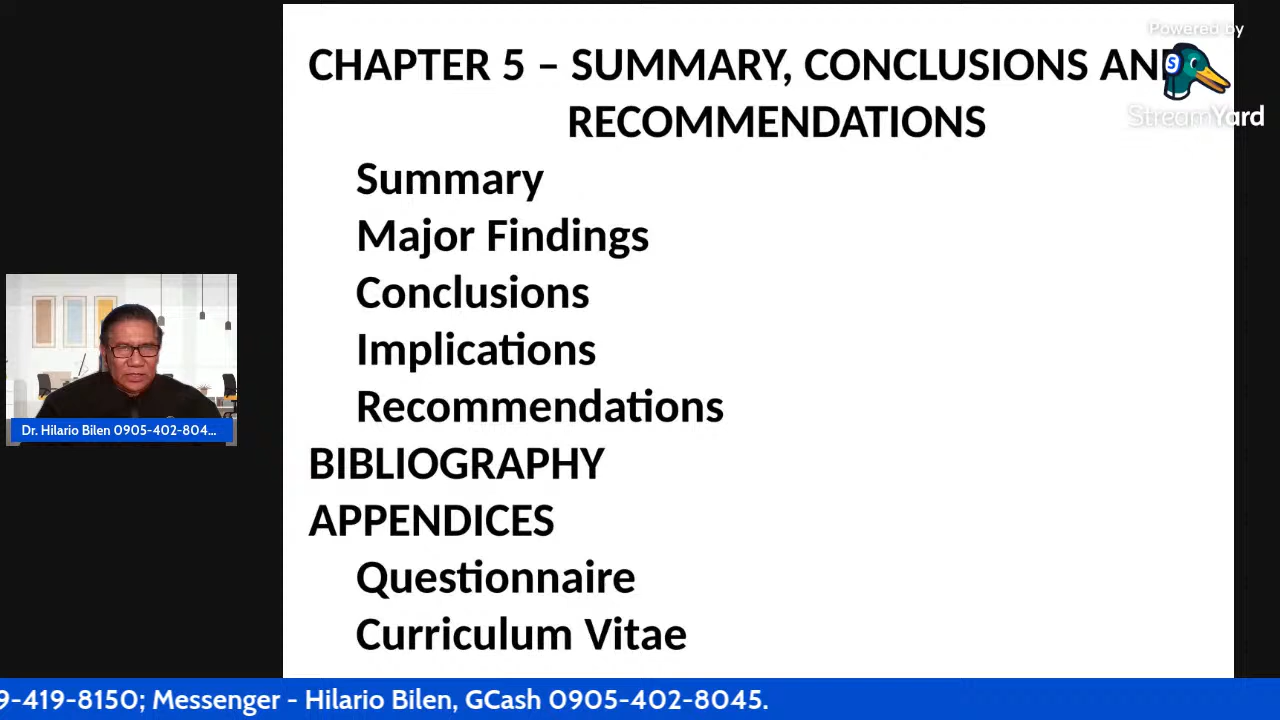 Powered by
CHAPTER 5 – SUMMARY, CONCLUSIONS AND
RECOMMENDATIONS
S
StreamYard
Summary
Major Findings
Conclusions
Implications
Recommendations
BIBLIOGRAPHY
APPENDICES
Questionnaire
Curriculum Vitae
Dr. Hilario Bilen 0905-402-804...
9-419-8150; Messenger - Hilario Bilen, GCash 0905-402-8045.